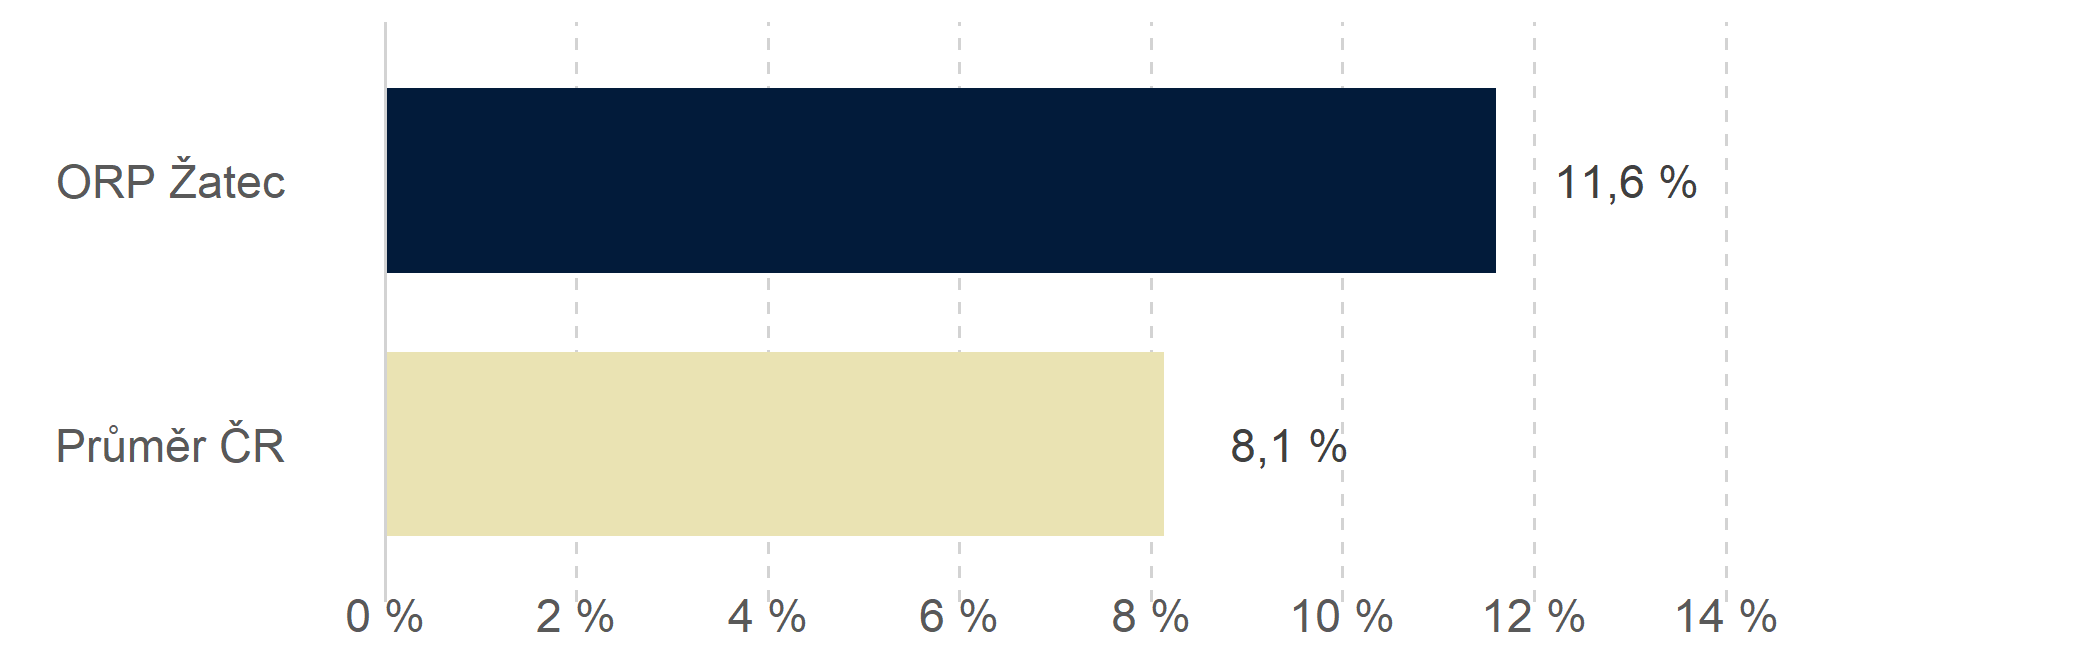 ORP Žatec
11,6 %
Průměr ČR
8,1 %
0 % 2 % 4 % 6 % 8 % 10 % 12 % 14 %